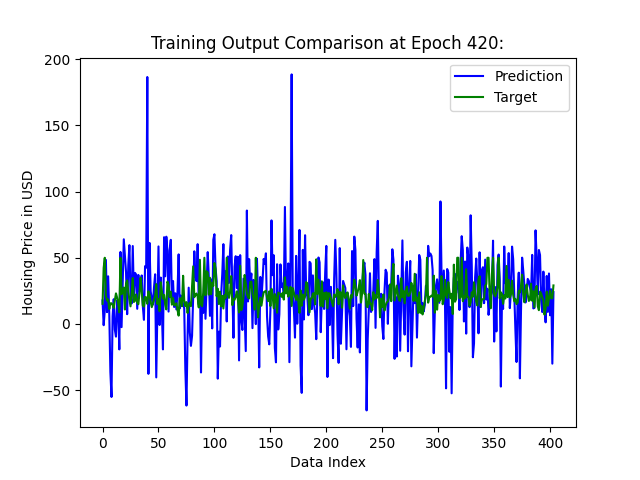 Training Output Comparison at Epoch 420:
Prediction
Target
Housing Price in USD
200
150
100
50
0
−50
0 50 100 150 200 250 300 350 400
Data Index